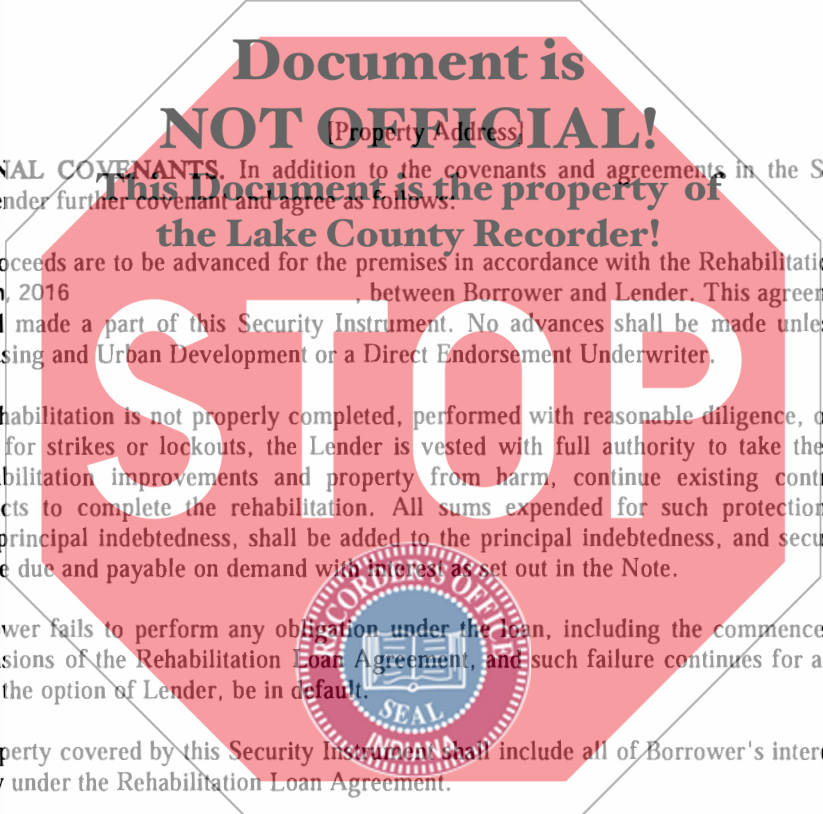 Document is
NOT OFFICIAL!
[Property Address]
NAL COVENANTS. In addition to the covenants and agreements in the S
This Document is the property of
nder further covenant and agree as follows:
the Lake County Recorder!
oceeds are to be advanced for the premises in accordance with the Rehabilitati
, 2016 , between Borrower and Lender. This agreen
made a part of this Security Instrument. No advances shall be made unle
sing and Urban Development or a Direct Endorsement Underwriter.
STOP
habilitation is not properly completed, performed with reasonable diligence, o
for strikes or lockouts, the Lender is vested with full authority to take the
bilitation improvements and property from harm, continue existing cont
cts to complete the rehabilitation. All sums expended for such protection
principal indebtedness, shall be added to the principal indebtedness, and secu
e due and payable on demand with interest as set out in the Note.
RECORDER'S OFFICE
wer fails to perform any obligation under the loan, including the commence
sions of the Rehabilitation Loan Agreement, and such failure continues for a
the option of Lender, be in default.
SEAL
INDIANA
perty covered by this Security Instrument shall include all of Borrower's inter
y under the Rehabilitation Loan Agreement.